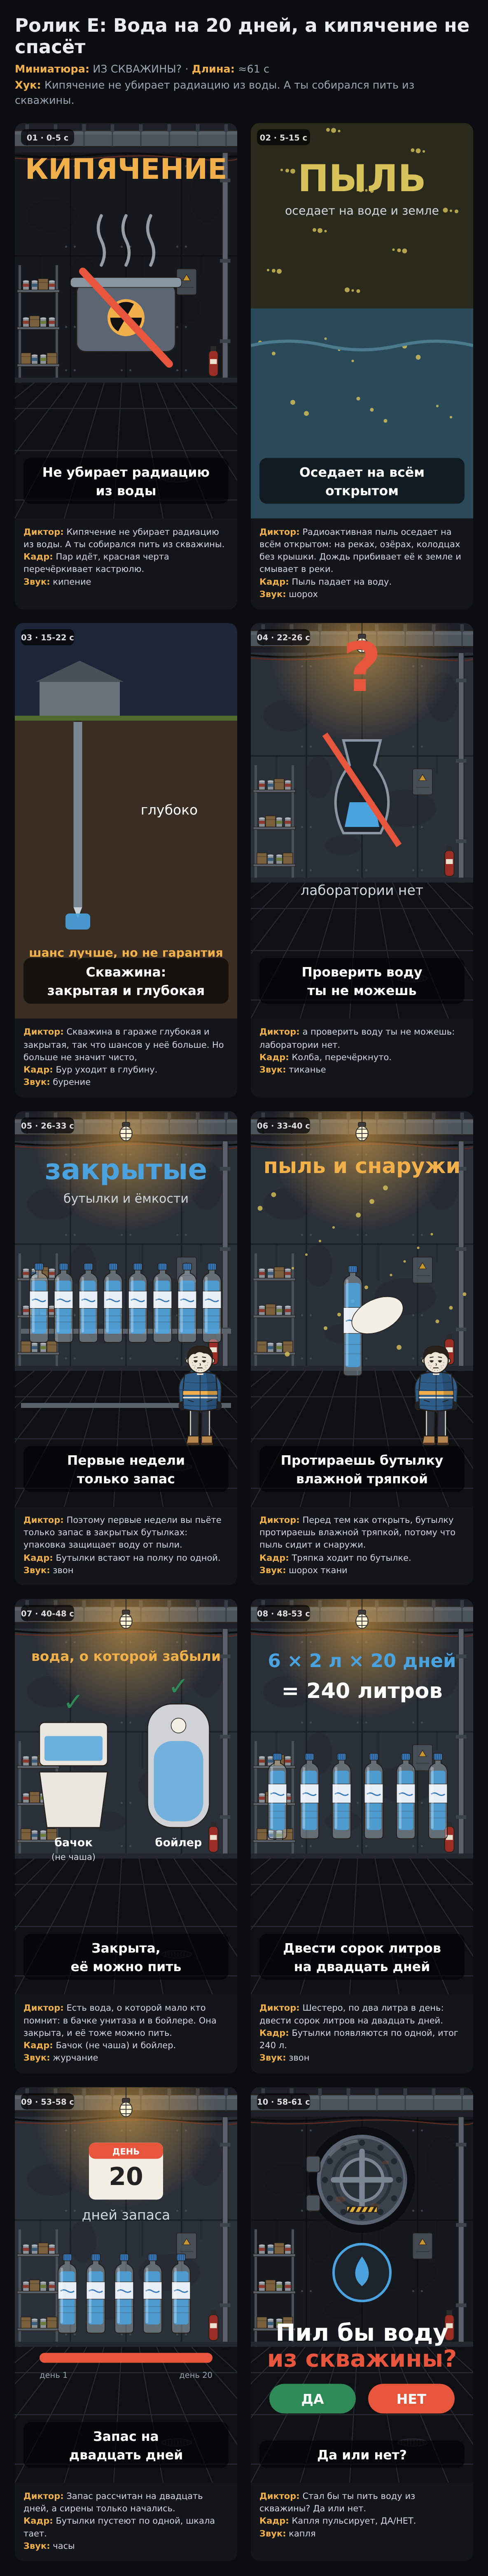 Ролик Е: Вода на 20 дней, а кипячение не
спасёт
Миниатюра: ИЗ СКВАЖИНЫ? · Длина: ≈61 с
Хук: Кипячение не убирает радиацию из воды. А ты собирался пить из
скважины.
01 · 0-5 с
КИПЯЧЕНИЕ
Не убирает радиацию
из воды
Диктор: Кипячение не убирает радиацию
из воды. А ты собирался пить из скважины.
Кадр: Пар идёт, красная черта
перечёркивает кастрюлю.
Звук: кипение
02 · 5-15 с
ПЫЛЬ
оседает на воде и земле
Оседает на всём
открытом
Диктор: Радиоактивная пыль оседает на
всём открытом: на реках, озёрах, колодцах
без крышки. Дождь прибивает её к земле и
смывает в реки.
Кадр: Пыль падает на воду.
Звук: шорох
03 · 15-22 с
глубоко
шанс лучше, но не гарантия
Скважина:
закрытая и глубокая
Диктор: Скважина в гараже глубокая и
закрытая, так что шансов у неё больше. Но
больше не значит чисто,
Кадр: Бур уходит в глубину.
Звук: бурение
04 · 22-26 с
?
лаборатории нет
Проверить воду
ты не можешь
Диктор: а проверить воду ты не можешь:
лаборатории нет.
Кадр: Колба, перечёркнуто.
Звук: тиканье
05 · 26-33 с
закрытые
бутылки и ёмкости
Первые недели
только запас
Диктор: Поэтому первые недели вы пьёте
только запас в закрытых бутылках:
упаковка защищает воду от пыли.
Кадр: Бутылки встают на полку по одной.
Звук: звон
06 · 33-40 с
пыль и снаружи
Протираешь бутылку
влажной тряпкой
Диктор: Перед тем как открыть, бутылку
протираешь влажной тряпкой, потому что
пыль сидит и снаружи.
Кадр: Тряпка ходит по бутылке.
Звук: шорох ткани
07 · 40-48 с
вода, о которой забыли
✓
✓
бачок
(не чаша)
бойлер
Закрыта,
её можно пить
Диктор: Есть вода, о которой мало кто
помнит: в бачке унитаза и в бойлере. Она
закрыта, и её тоже можно пить.
Кадр: Бачок (не чаша) и бойлер.
Звук: журчание
08 · 48-53 с
6 × 2 л × 20 дней
= 240 литров
Двести сорок литров
на двадцать дней
Диктор: Шестеро, по два литра в день:
двести сорок литров на двадцать дней.
Кадр: Бутылки появляются по одной, итог
240 л.
Звук: звон
09 · 53-58 с
ДЕНЬ
20
дней запаса
день 1
день 20
Запас на
двадцать дней
Диктор: Запас рассчитан на двадцать
дней, а сирены только начались.
Кадр: Бутылки пустеют по одной, шкала
тает.
Звук: часы
10 · 58-61 с
Пил бы воду
из скважины?
ДА
НЕТ
Да или нет?
Диктор: Стал бы ты пить воду из
скважины? Да или нет.
Кадр: Капля пульсирует, ДА/НЕТ.
Звук: капля